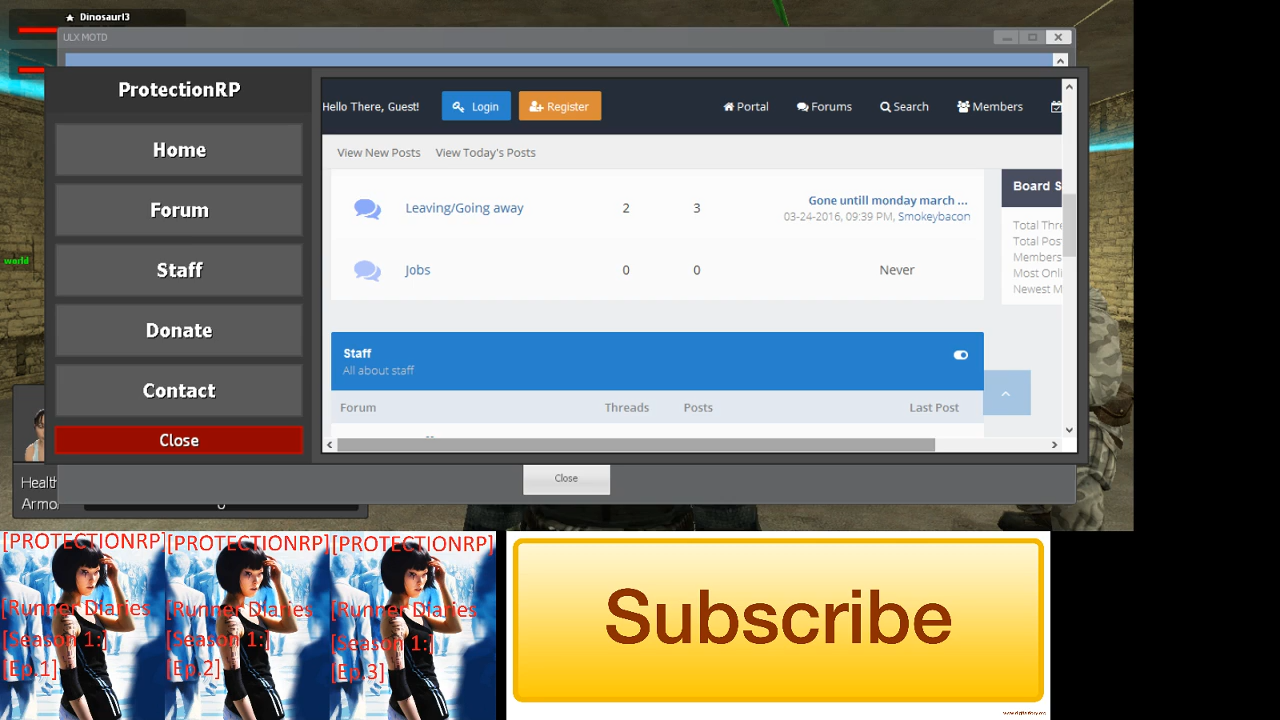 ★ Dinosaurl3
ULX MOTD
ProtectionRP
Home
Forum
Staff
Donate
Contact
Close
Hello There, Guest!
Login
Register
Portal
Forums
Search
Members
View New Posts
View Today's Posts
Leaving/Going away 2 3 Gone untill monday march ...
03-24-2016, 09:39 PM, Smokeybacon
Jobs 0 0 Never
Board S
Total Thre
Total Pos
Members
Most Onli
Newest M
Staff
All about staff
Forum Threads Posts Last Post
Close
world
Health
Armo
0
[PROTECTIONRP]
[Runner Diaries
[Season 1:]
[Ep.1]
[PROTECTIONRP]
[Runner Diaries
[Season 1:]
[Ep.2]
[PROTECTIONRP]
[Runner Diaries
[Season 1:]
[Ep.3]
Subscribe